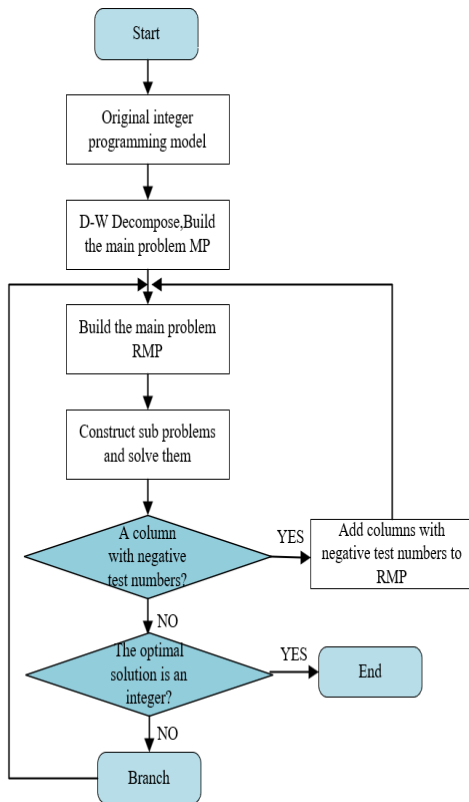 Start
Original integer
programming model
D-W Decompose,Build
the main problem MP
Build the main problem
RMP
Construct sub problems
and solve them
A column
with negative
test numbers?
YES
Add columns with
negative test numbers to
RMP
NO
The optimal
solution is an
integer?
YES
End
NO
Branch